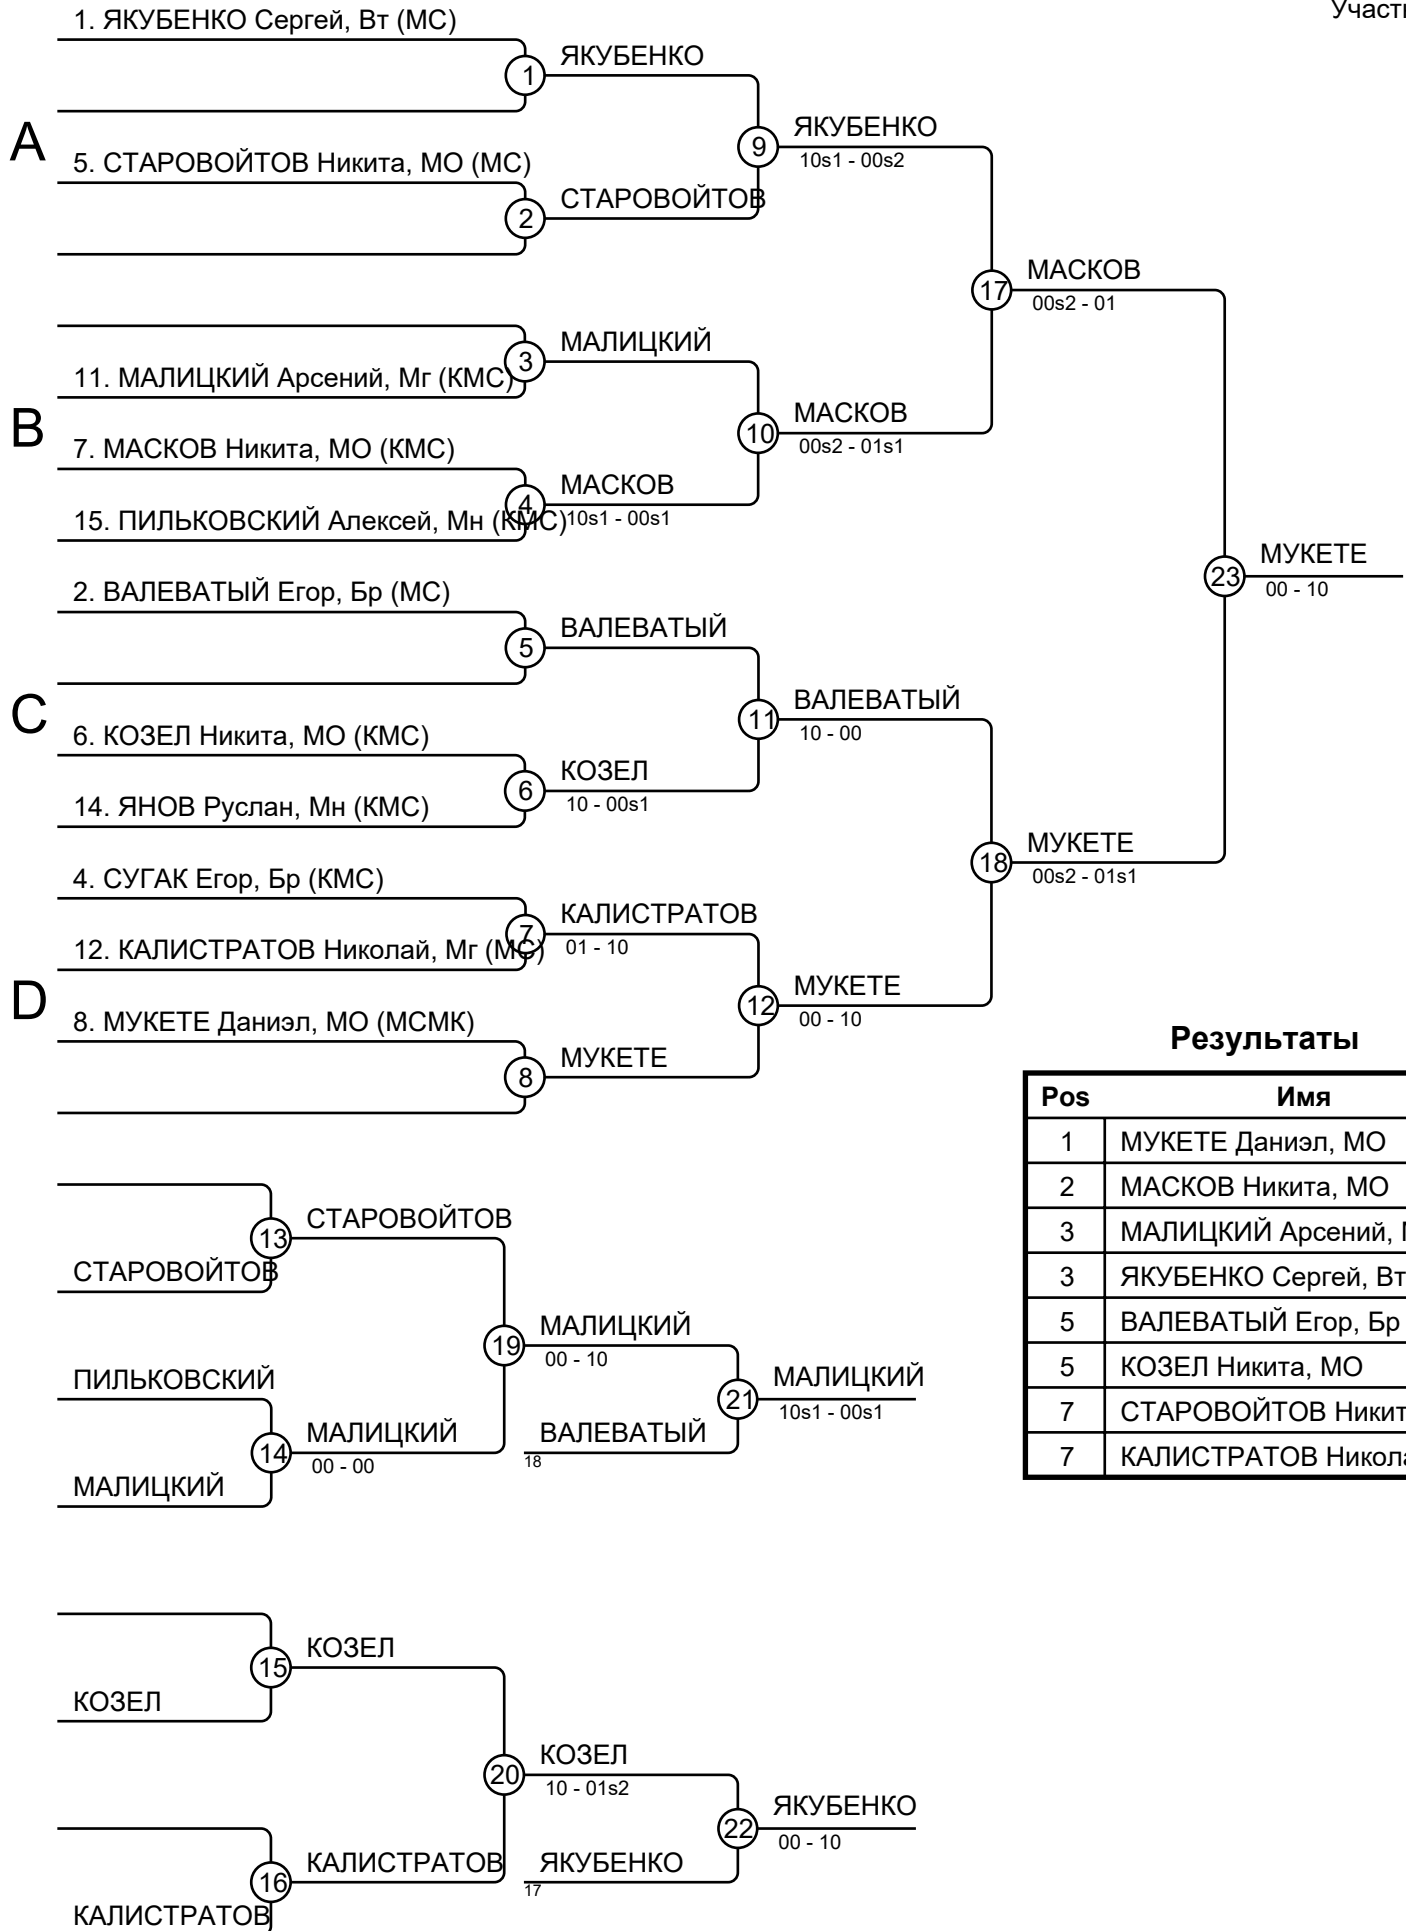 Участ
1. ЯКУБЕНКО Сергей, Вт (МС)
1
ЯКУБЕНКО
A
5. СТАРОВОЙТОВ Никита, МО (МС)
2
СТАРОВОЙТОВ
9
ЯКУБЕНКО
10s1 - 00s2
3
МАЛИЦКИЙ
11. МАЛИЦКИЙ Арсений, Мг (КМС)
B
7. МАСКОВ Никита, МО (КМС)
4
МАСКОВ
10s1 - 00s1
15. ПИЛЬКОВСКИЙ Алексей, Мн (КМС)
10
МАСКОВ
00s2 - 01s1
17
МАСКОВ
00s2 - 01
2. ВАЛЕВАТЫЙ Егор, Бр (МС)
5
ВАЛЕВАТЫЙ
C
6. КОЗЕЛ Никита, МО (КМС)
6
КОЗЕЛ
10 - 00s1
14. ЯНОВ Руслан, Мн (КМС)
11
ВАЛЕВАТЫЙ
10 - 00
4. СУГАК Егор, Бр (КМС)
7
КАЛИСТРАТОВ
01 - 10
12. КАЛИСТРАТОВ Николай, Мг (МС)
D
8. МУКЕТЕ Даниэл, МО (МСМК)
8
МУКЕТЕ
12
МУКЕТЕ
00 - 10
18
МУКЕТЕ
00s2 - 01s1
23
МУКЕТЕ
00 - 10
Результаты
Pos Имя
1 МУКЕТЕ Даниэл, МО
2 МАСКОВ Никита, МО
3 МАЛИЦКИЙ Арсений,
3 ЯКУБЕНКО Сергей, Вт
5 ВАЛЕВАТЫЙ Егор, Бр
5 КОЗЕЛ Никита, МО
7 СТАРОВОЙТОВ Никит
7 КАЛИСТРАТОВ Никол
13
СТАРОВОЙТОВ
СТАРОВОЙТОВ
ПИЛЬКОВСКИЙ
14
МАЛИЦКИЙ
00 - 00
МАЛИЦКИЙ
19
МАЛИЦКИЙ
00 - 10
ВАЛЕВАТЫЙ
18
21
МАЛИЦКИЙ
10s1 - 00s1
15
КОЗЕЛ
КОЗЕЛ
16
КАЛИСТРАТОВ
КАЛИСТРАТОВ
20
КОЗЕЛ
10 - 01s2
ЯКУБЕНКО
17
22
ЯКУБЕНКО
00 - 10